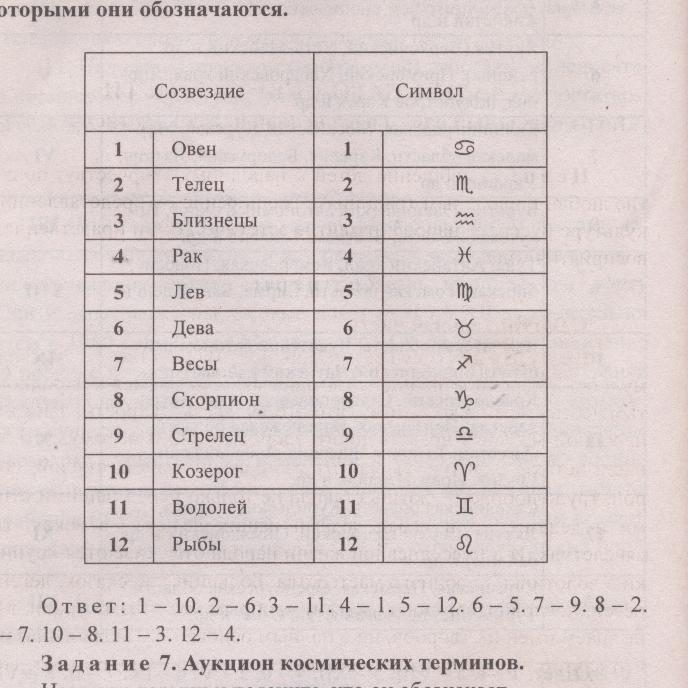 оторыми они обозначаются.
Созвездие Символ
1 Овен 1 ♋
2 Телец 2 ♏
3 Близнецы 3 ♒
4 Рак 4 ♓
5 Лев 5 ♍
6 Дева 6 ♉
7 Весы 7 ♐
8 Скорпион 8 ♑
9 Стрелец 9 ♎
10 Козерог 10 ♈
11 Водолей 11 ♊
12 Рыбы 12 ♌
Ответ: 1 – 10. 2 – 6. 3 – 11. 4 – 1. 5 – 12. 6 – 5. 7 – 9. 8 – 2.
- 7. 10 – 8. 11 – 3. 12 – 4.
Задание 7. Аукцион космических терминов.